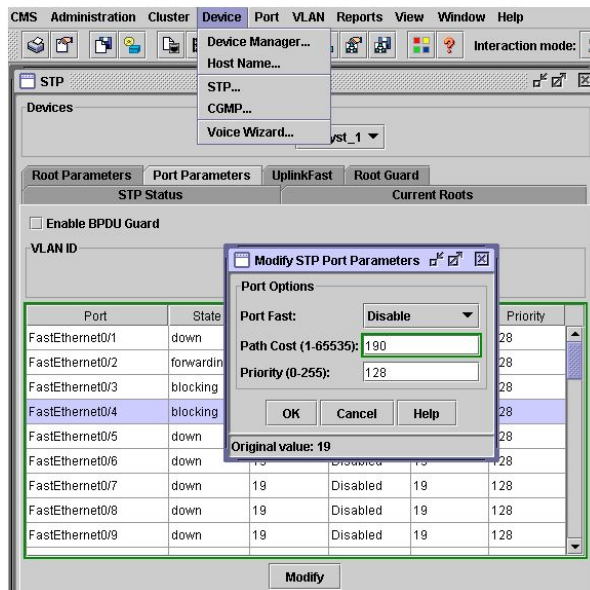 CMS Administration Cluster Device Port VLAN Reports View Window Help
Device Manager...
Host Name...
STP...
CGMP...
Voice Wizard...
Interaction mode:
STP
Devices
yst_1
Root Parameters Port Parameters UplinkFast Root Guard
STP Status Current Roots
Enable BPDU Guard
VLAN ID
Modify STP Port Parameters
Port Options
Port Fast: Disable
Path Cost (1-65535): 190
Priority (0-255): 128
OK Cancel Help
Original value: 19
Port State Priority
FastEthernet0/1 down 28
FastEthernet0/2 forwardin 28
FastEthernet0/3 blocking 28
FastEthernet0/4 blocking 28
FastEthernet0/5 down 28
FastEthernet0/6 down 19 Disabled 19 128
FastEthernet0/7 down 19 Disabled 19 128
FastEthernet0/8 down 19 Disabled 19 128
FastEthernet0/9 down 19 Disabled 19 128
Modify